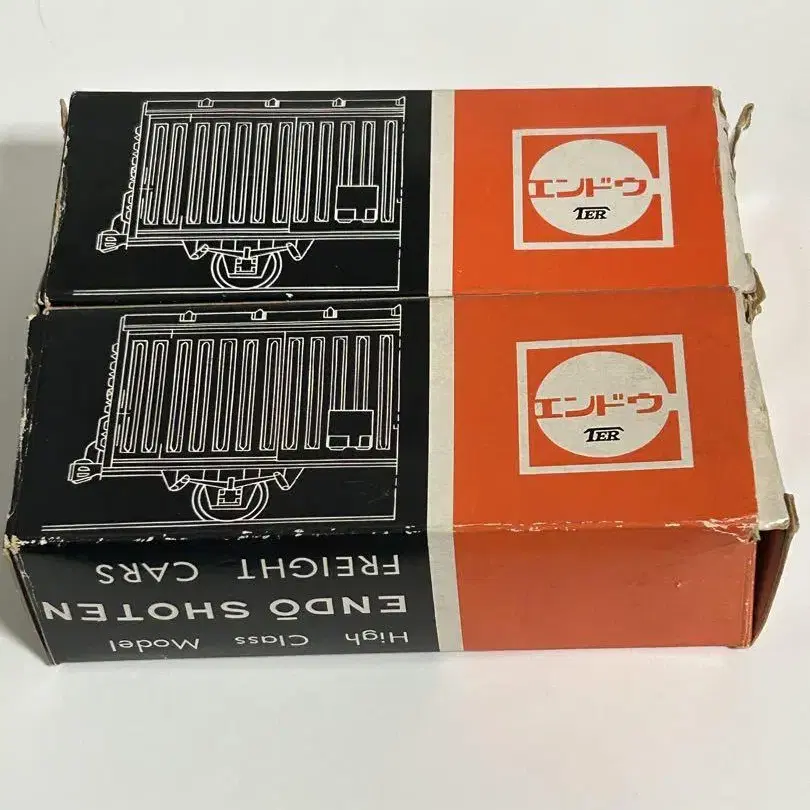 エンドウ
TER
エンドウ
TER
High Class Model
ENDŌ SHOTEN
FREIGHT CARS